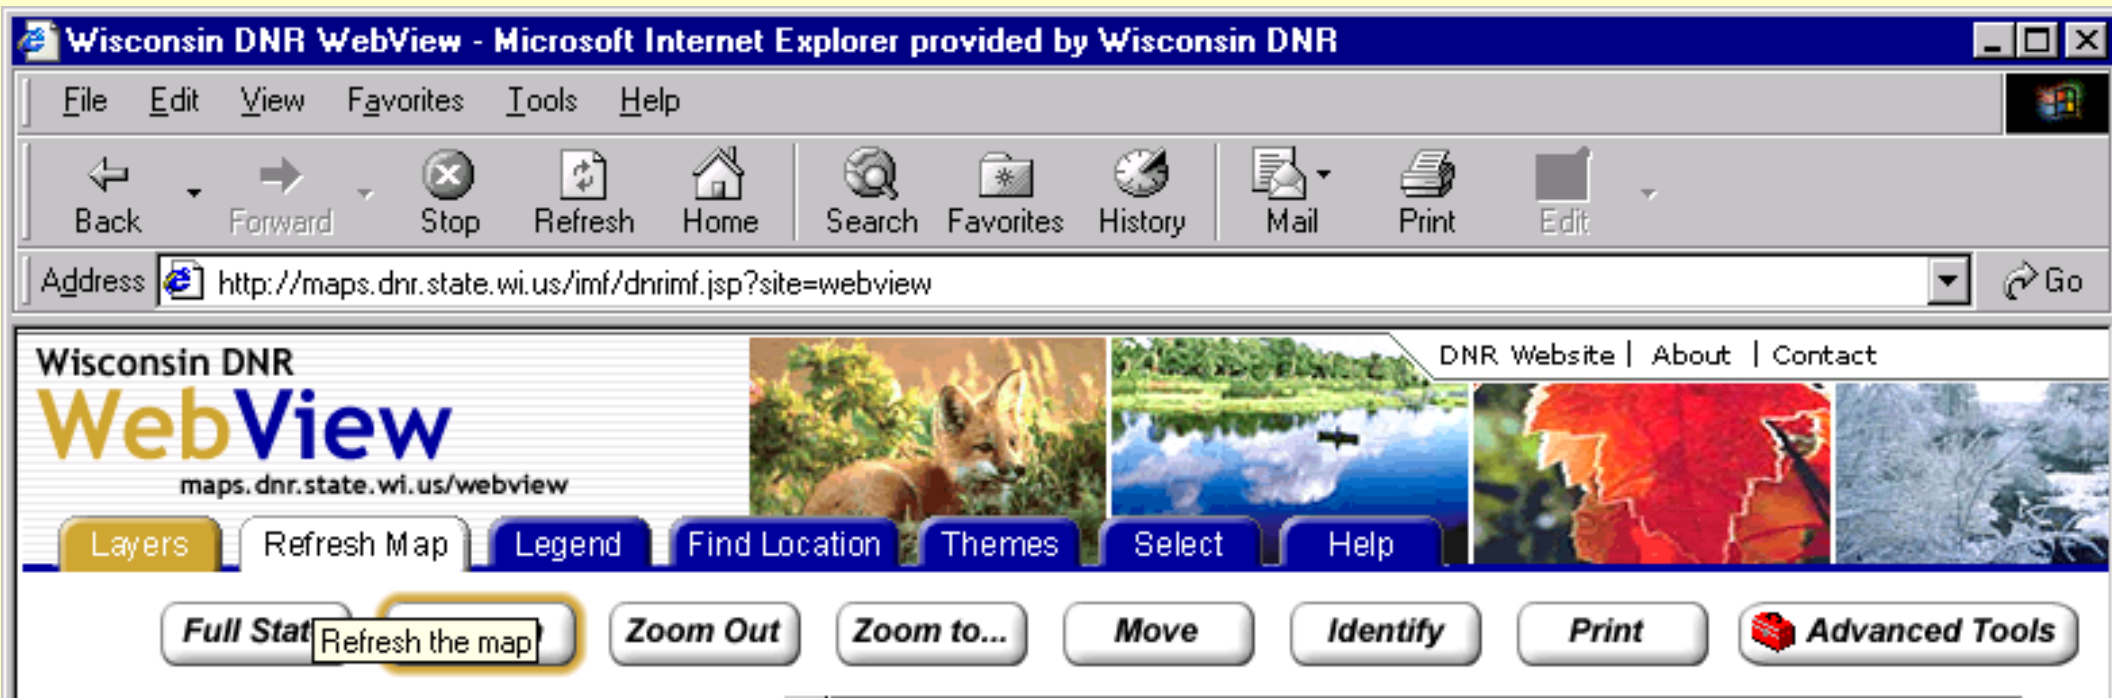 Wisconsin DNR WebView - Microsoft Internet Explorer provided by Wisconsin DNR
File Edit View Favorites Tools Help
Back Forward Stop Refresh Home Search Favorites History Mail Print Edit
Address http://maps.dnr.state.wi.us/imf/dnrimf.jsp?site=webview Go
DNR Website | About | Contact
Wisconsin DNR
WebView
maps.dnr.state.wi.us/webview
Layers Refresh Map Legend Find Location Themes Select Help
Full Stat Zoom Out Zoom to... Move Identify Print Advanced Tools
Refresh the map